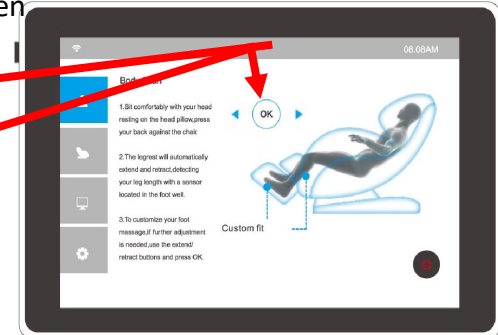 en
08.08AM
1.Sit comfortably with your head
resting on the head pillow,press
your back against the chair.
2.The legrest will automatically
extend and retract,detecting
your leg length with a sensor
located in the foot well.
3.To customize your foot
massage,if further adjustment
is needed,use the extend/
retract buttons and press OK.
OK
Custom fit